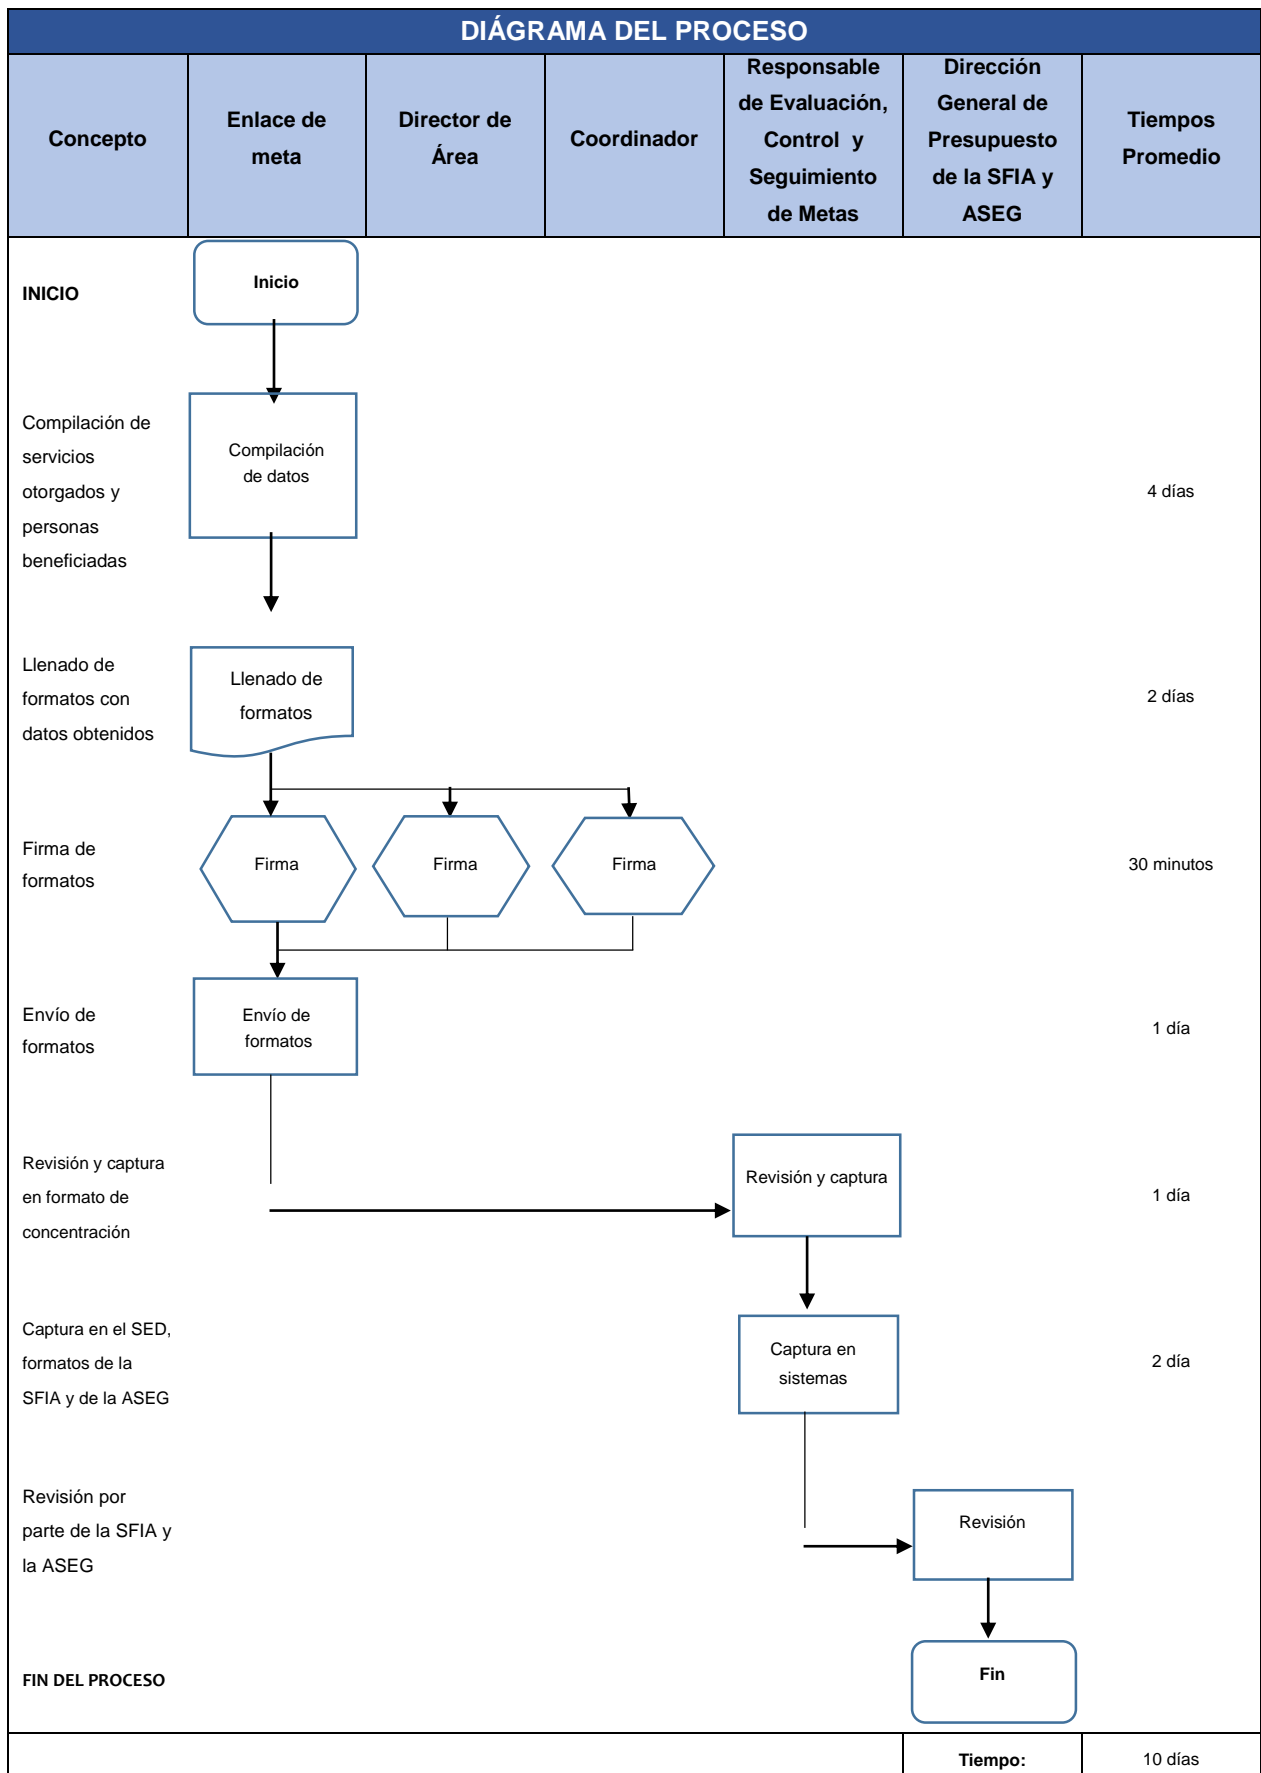 DIÁGRAMA DEL PROCESO
Concepto
Enlace de
meta
Director de
Área
Coordinador
Responsable
de Evaluación,
Control y
Seguimiento
de Metas
Dirección
General de
Presupuesto
de la SFIA y
ASEG
Tiempos
Promedio
INICIO
Inicio
Compilación de
servicios
otorgados y
personas
beneficiadas
Compilación
de datos
4 días
Llenado de
formatos con
datos obtenidos
Llenado de
formatos
2 días
Firma de
formatos
Firma
Firma
Firma
30 minutos
Envío de
formatos
Envío de
formatos
1 día
Revisión y captura
en formato de
concentración
Revisión y captura
1 día
Captura en el SED,
formatos de la
SFIA y de la ASEG
Captura en
sistemas
2 día
Revisión por
parte de la SFIA y
la ASEG
Revisión
FIN DEL PROCESO
Fin
Tiempo:
10 días